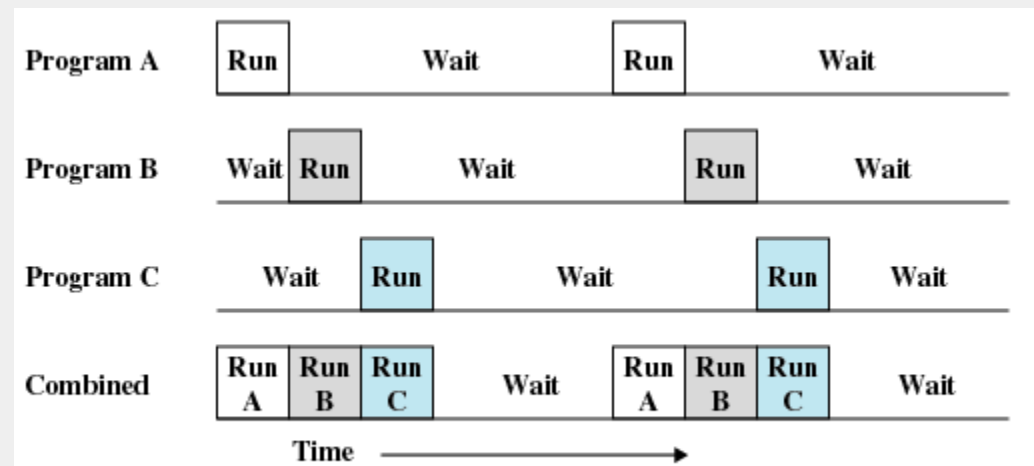 Program A Run Wait Run Wait
Program B Wait Run Wait Run Wait
Program C Wait Run Wait Run Wait
Combined Run A Run B Run C Wait Run A Run B Run C Wait
Time